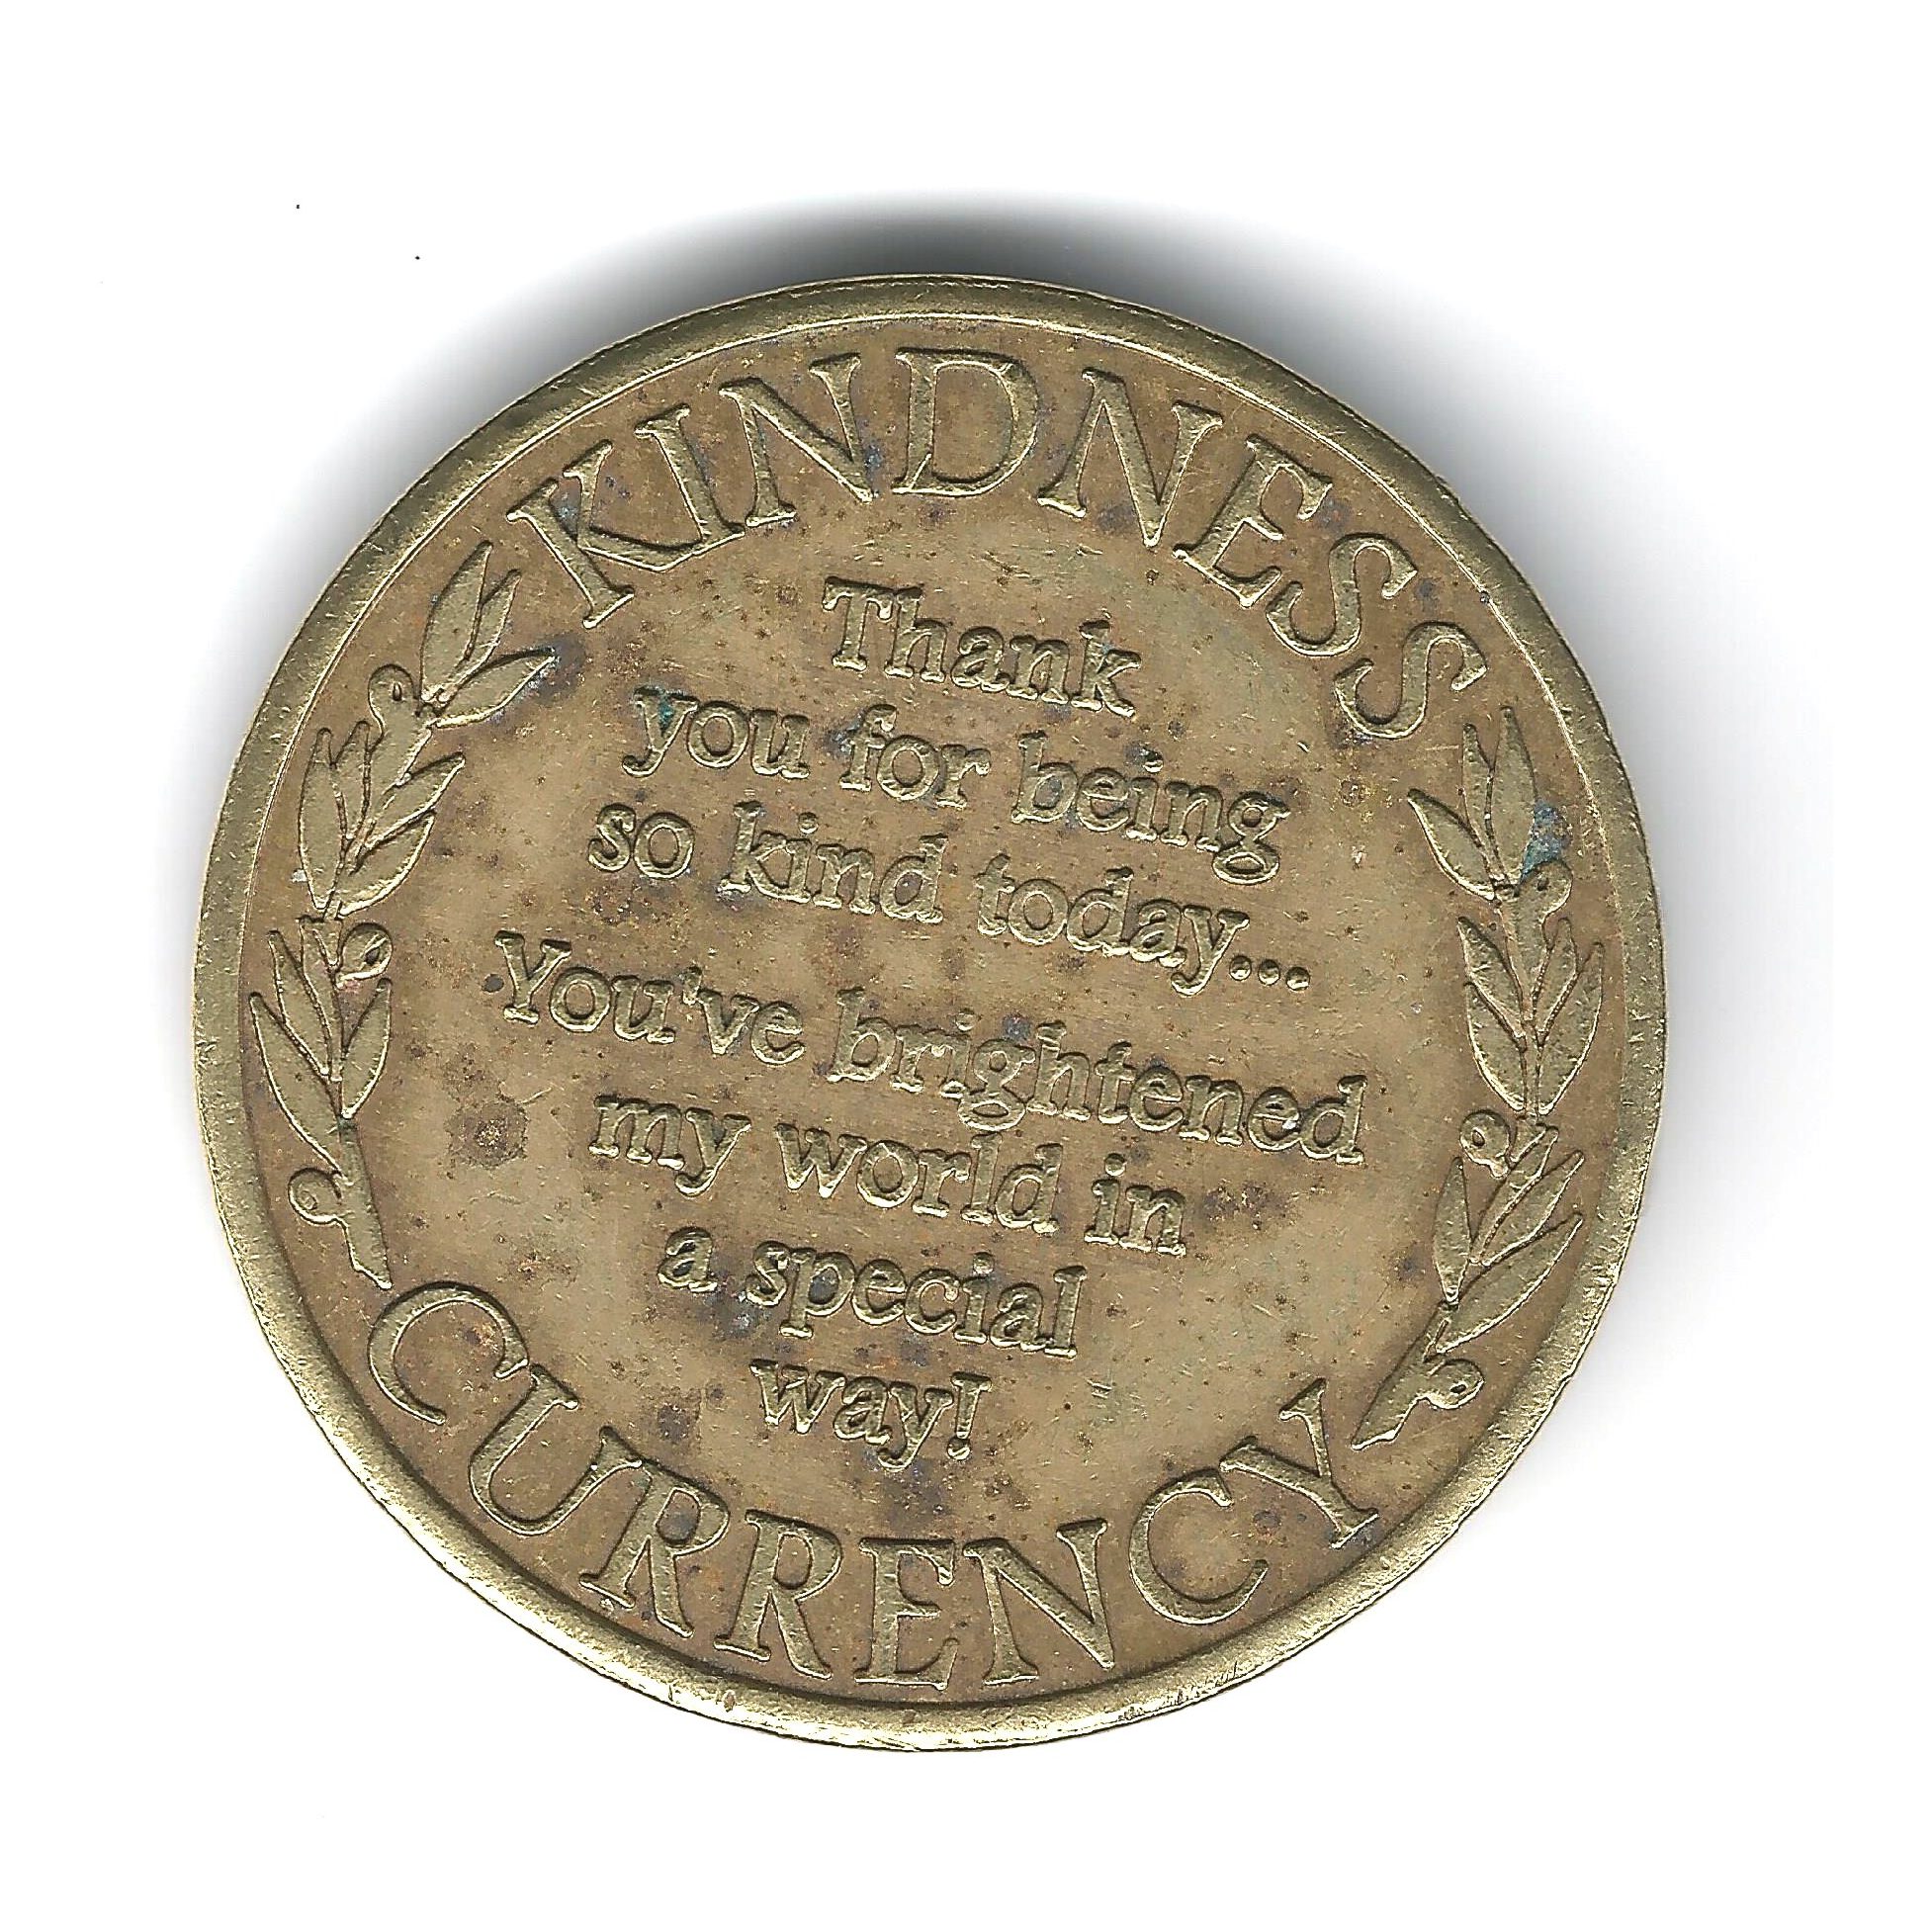 KINDNESS
Thank
you for being
so kind today...
You've brightened
my world in
a special
way!
CURRENCY